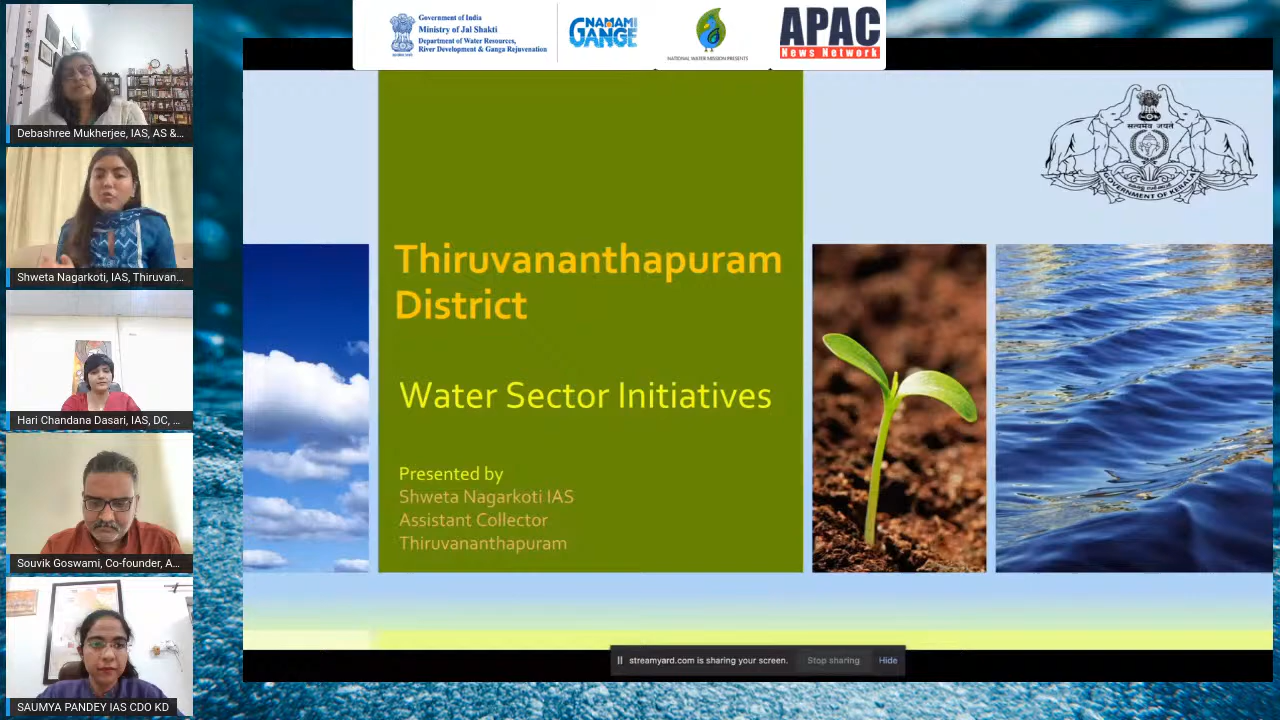 Government of India
Ministry of Jal Shakti
Department of Water Resources,
River Development & Ganga Rejuvenation
NAMAMI
GANGE
NATIONAL WATER MISSION PRESENTS
APAC
News Network
Debashree Mukherjee, IAS, AS &...
Shweta Nagarkoti, IAS, Thiruvan...
Hari Chandana Dasari, IAS, DC, ...
Souvik Goswami, Co-founder, A...
SAUMYA PANDEY IAS CDO KD
सत्यमेव जयते
GOVERNMENT OF KERALA
Thiruvananthapuram
District
Water Sector Initiatives
Presented by
Shweta Nagarkoti IAS
Assistant Collector
Thiruvananthapuram
streamyard.com is sharing your screen.
Stop sharing
Hide